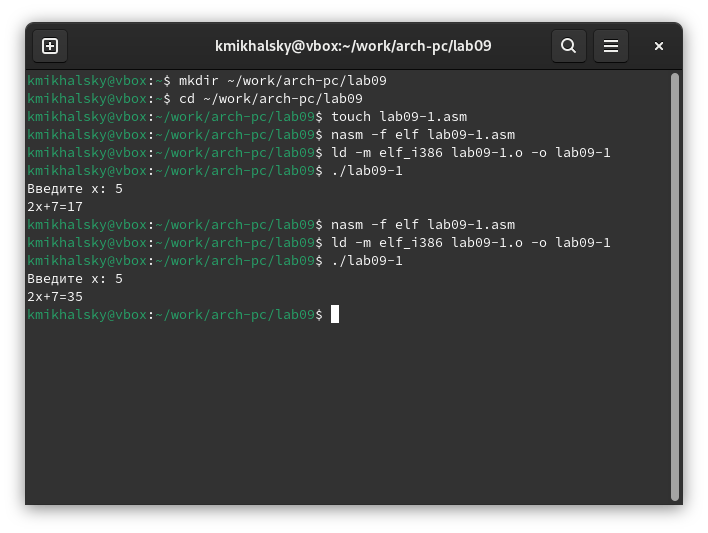 kmikhalsky@vbox:~/work/arch-pc/lab09
kmikhalsky@vbox:~$ mkdir ~/work/arch-pc/lab09
kmikhalsky@vbox:~$ cd ~/work/arch-pc/lab09
kmikhalsky@vbox:~/work/arch-pc/lab09$ touch lab09-1.asm
kmikhalsky@vbox:~/work/arch-pc/lab09$ nasm -f elf lab09-1.asm
kmikhalsky@vbox:~/work/arch-pc/lab09$ ld -m elf_i386 lab09-1.o -o lab09-1
kmikhalsky@vbox:~/work/arch-pc/lab09$ ./lab09-1
Введите x: 5
2x+7=17
kmikhalsky@vbox:~/work/arch-pc/lab09$ nasm -f elf lab09-1.asm
kmikhalsky@vbox:~/work/arch-pc/lab09$ ld -m elf_i386 lab09-1.o -o lab09-1
kmikhalsky@vbox:~/work/arch-pc/lab09$ ./lab09-1
Введите x: 5
2x+7=35
kmikhalsky@vbox:~/work/arch-pc/lab09$